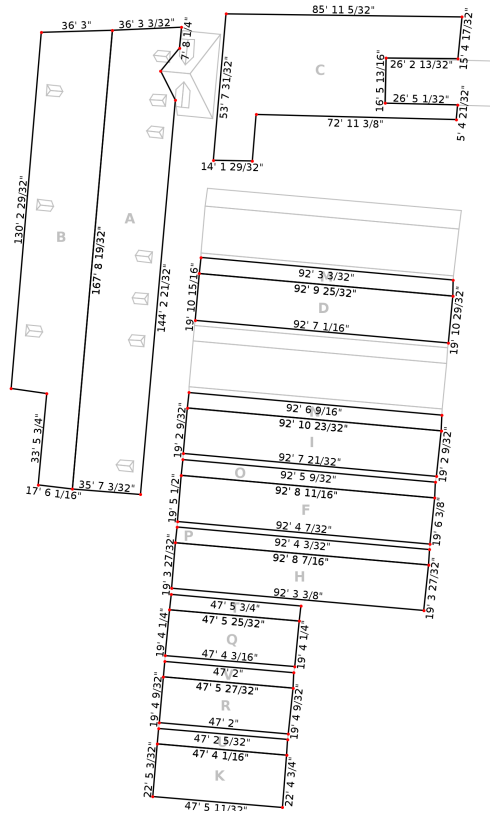 85' 11 5/32"
36' 3"
36' 3 3/32"
7' 8 1/4"
15' 4 17/32"
26' 2 13/32"
C
53' 7 31/32"
16' 5 13/16"
26' 5 1/32"
5' 4 21/32"
72' 11 3/8"
14' 1 29/32"
130' 2 29/32"
B
A
167' 8 19/32"
144' 2 21/32"
92' 3 3/32"
92' 9 25/32"
19' 10 15/16"
D
19' 10 29/32"
92' 7 1/16"
33' 5 3/4"
17' 6 1/16"
35' 7 3/32"
92' 6 9/16"
92' 10 23/32"
19' 2 9/32"
I
19' 2 9/32"
92' 7 21/32"
O
92' 5 9/32"
92' 8 11/16"
19' 5 1/2"
F
19' 6 3/8"
92' 4 7/32"
P
92' 4 3/32"
92' 8 7/16"
19' 3 27/32"
H
19' 3 27/32"
92' 3 3/8"
47' 5 3/4"
47' 5 25/32"
19' 4 1/4"
Q
19' 4 1/4"
47' 4 3/16"
47' 2"
47' 5 27/32"
19' 4 9/32"
R
19' 4 9/32"
47' 2"
47' 2 5/32"
47' 4 1/16"
22' 5 3/32"
K
22' 4 3/4"
47' 5 11/32"